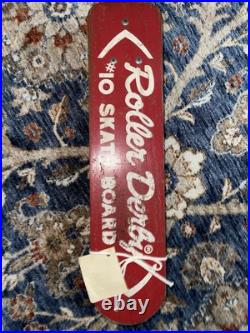 Roller Derby®
#10 SKATE BOARD